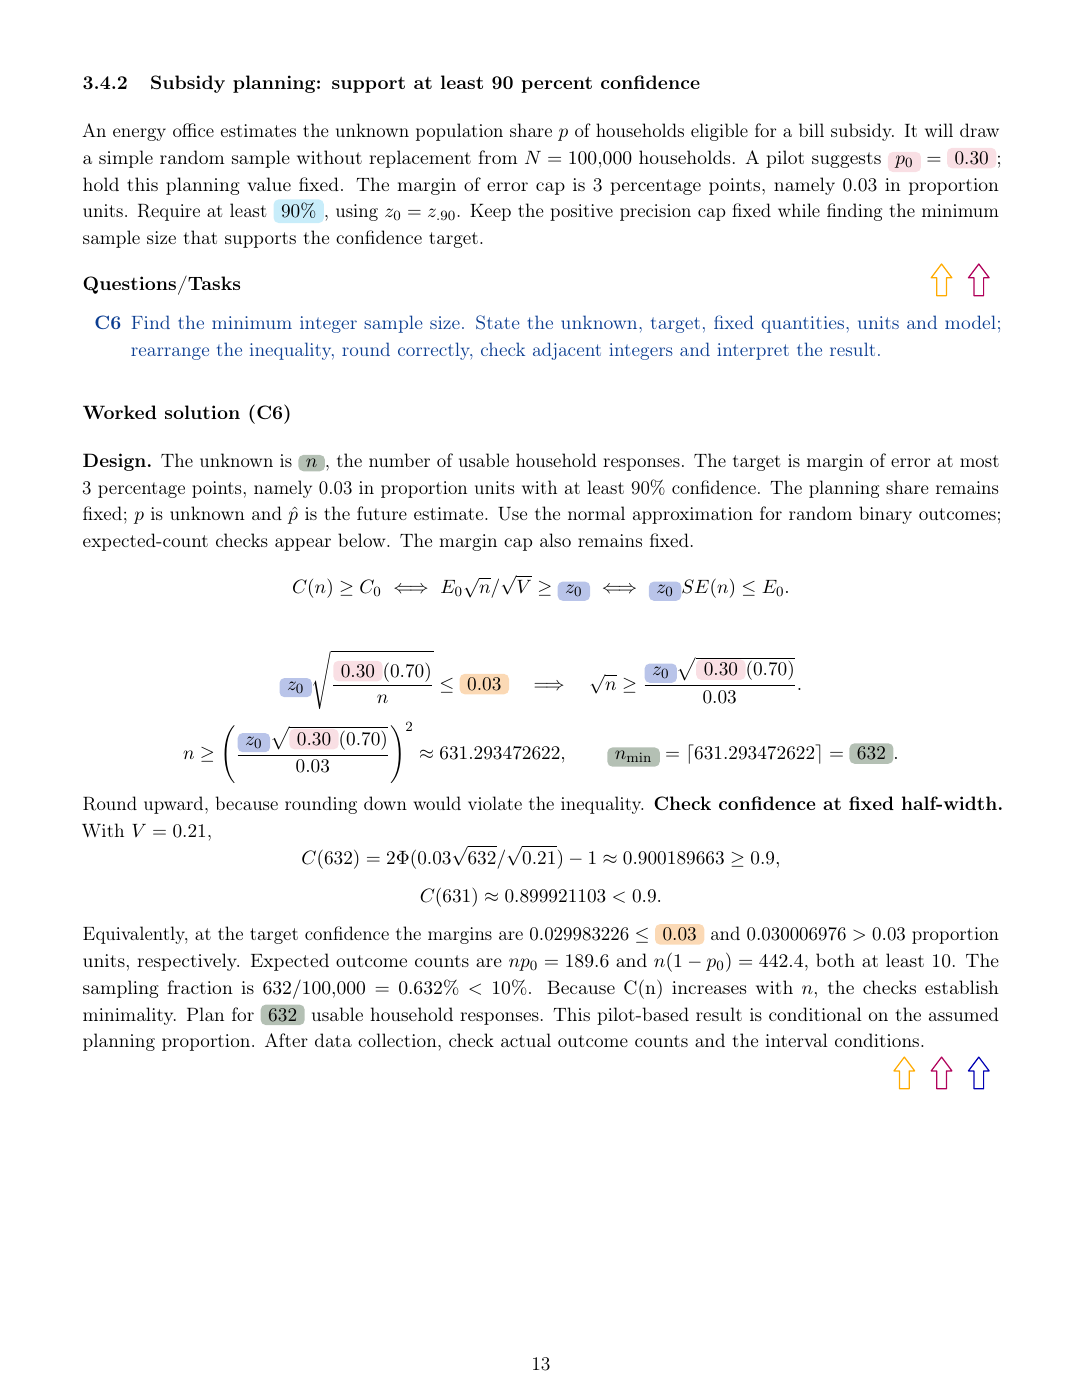 3.4.2 Subsidy planning: support at least 90 percent confidence
An energy office estimates the unknown population share p of households eligible for a bill subsidy. It will draw
a simple random sample without replacement from N = 100,000 households. A pilot suggests p₀ = 0.30 ;
hold this planning value fixed. The margin of error cap is 3 percentage points, namely 0.03 in proportion
units. Require at least 90% , using z₀ = z.₉₀. Keep the positive precision cap fixed while finding the minimum
sample size that supports the confidence target.
Questions/Tasks
C6 Find the minimum integer sample size. State the unknown, target, fixed quantities, units and model;
rearrange the inequality, round correctly, check adjacent integers and interpret the result.
Worked solution (C6)
Design. The unknown is n , the number of usable household responses. The target is margin of error at most
3 percentage points, namely 0.03 in proportion units with at least 90% confidence. The planning share remains
fixed; p is unknown and p̂ is the future estimate. Use the normal approximation for random binary outcomes;
expected-count checks appear below. The margin cap also remains fixed.
C(n) ≥ C₀ ⟺ E₀√n/√V ≥ z₀ ⟺ z₀ SE(n) ≤ E₀.
z₀ √(0.30 (0.70)/n) ≤ 0.03 ⟹ √n ≥ z₀ √(0.30 (0.70))/0.03.
n ≥ (z₀ √(0.30 (0.70))/0.03)² ≈ 631.293472622, n_min = ⌈631.293472622⌉ = 632 .
Round upward, because rounding down would violate the inequality. Check confidence at fixed half-width.
With V = 0.21,
C(632) = 2Φ(0.03√632/√0.21) − 1 ≈ 0.900189663 ≥ 0.9,
C(631) ≈ 0.899921103 < 0.9.
Equivalently, at the target confidence the margins are 0.029983226 ≤ 0.03 and 0.030006976 > 0.03 proportion
units, respectively. Expected outcome counts are np₀ = 189.6 and n(1 − p₀) = 442.4, both at least 10. The
sampling fraction is 632/100,000 = 0.632% < 10%. Because C(n) increases with n, the checks establish
minimality. Plan for 632 usable household responses. This pilot-based result is conditional on the assumed
planning proportion. After data collection, check actual outcome counts and the interval conditions.
13